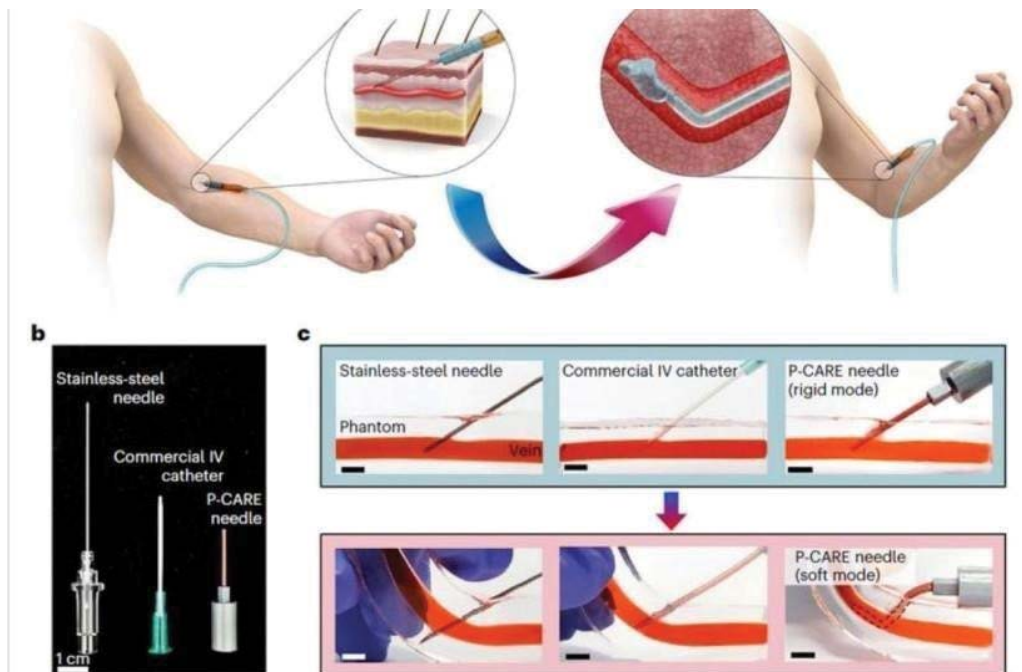 b
Stainless-steel
needle
Commercial IV
catheter
P-CARE
needle
1 cm
c
Stainless-steel needle
Commercial IV catheter
P-CARE needle
(rigid mode)
Phantom
Vein
P-CARE needle
(soft mode)